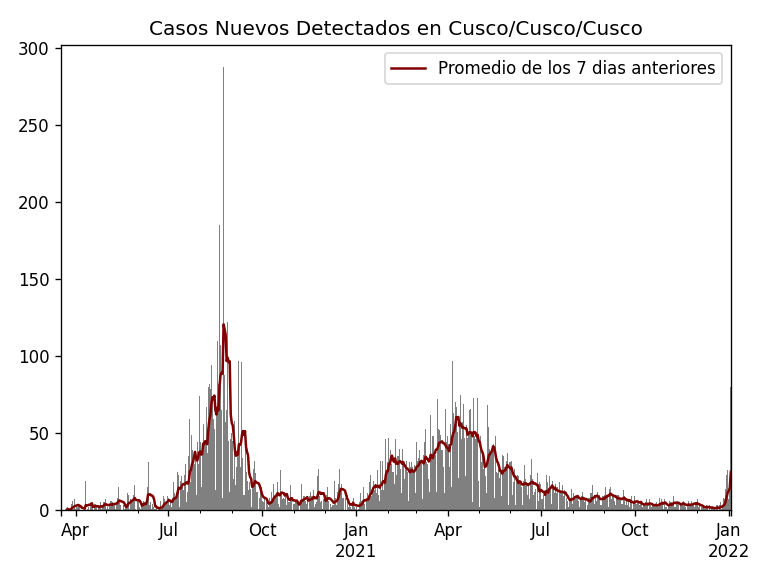 Casos Nuevos Detectados en Cusco/Cusco/Cusco
Promedio de los 7 dias anteriores
300
250
200
150
100
50
0
Apr Jul Oct Jan Apr Jul Oct Jan
2021 2022